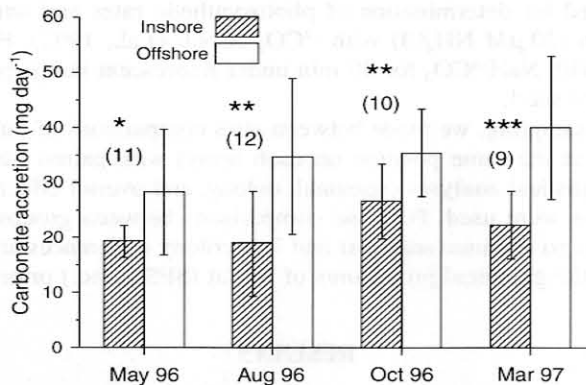 60
50
40
30
20
10
0
Carbonate accretion (mg day⁻¹)
Inshore
Offshore
*
(11)
**
(12)
**
(10)
***
(9)
May 96
Aug 96
Oct 96
Mar 97